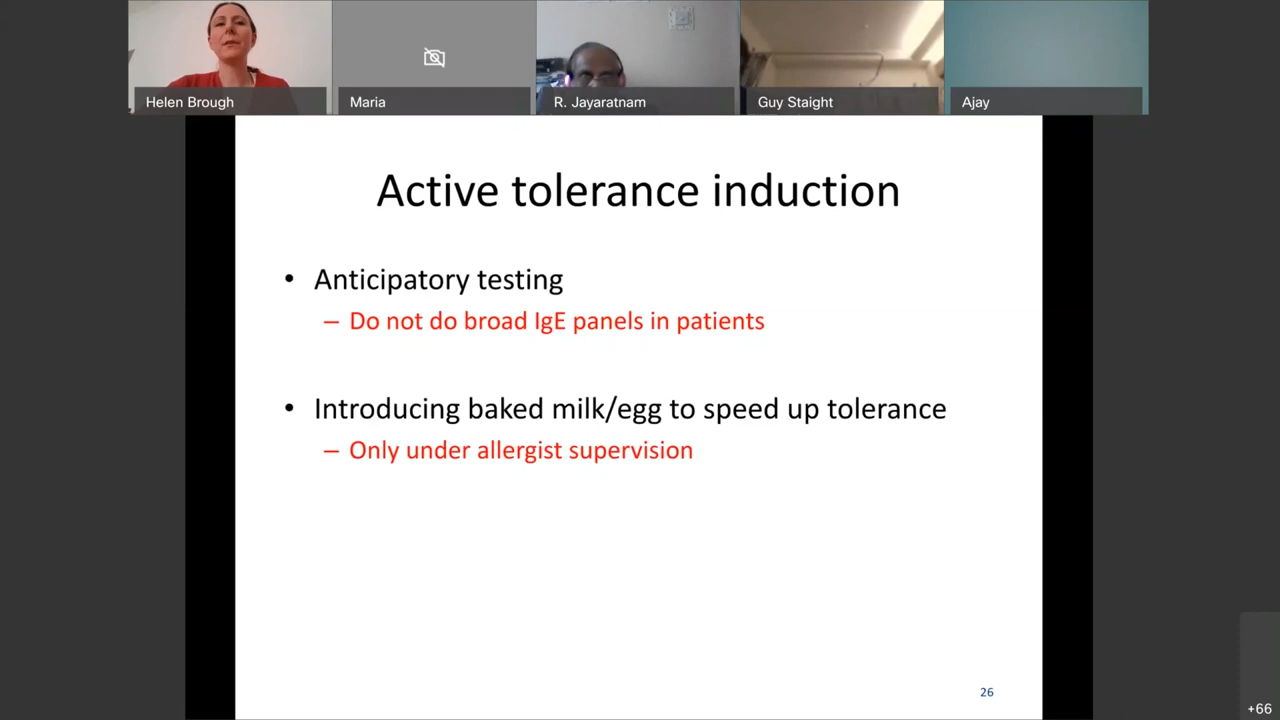 Helen Brough
Maria
R. Jayaratnam
Guy Staight
Ajay
Active tolerance induction
• Anticipatory testing
– Do not do broad IgE panels in patients
• Introducing baked milk/egg to speed up tolerance
– Only under allergist supervision
26
+66